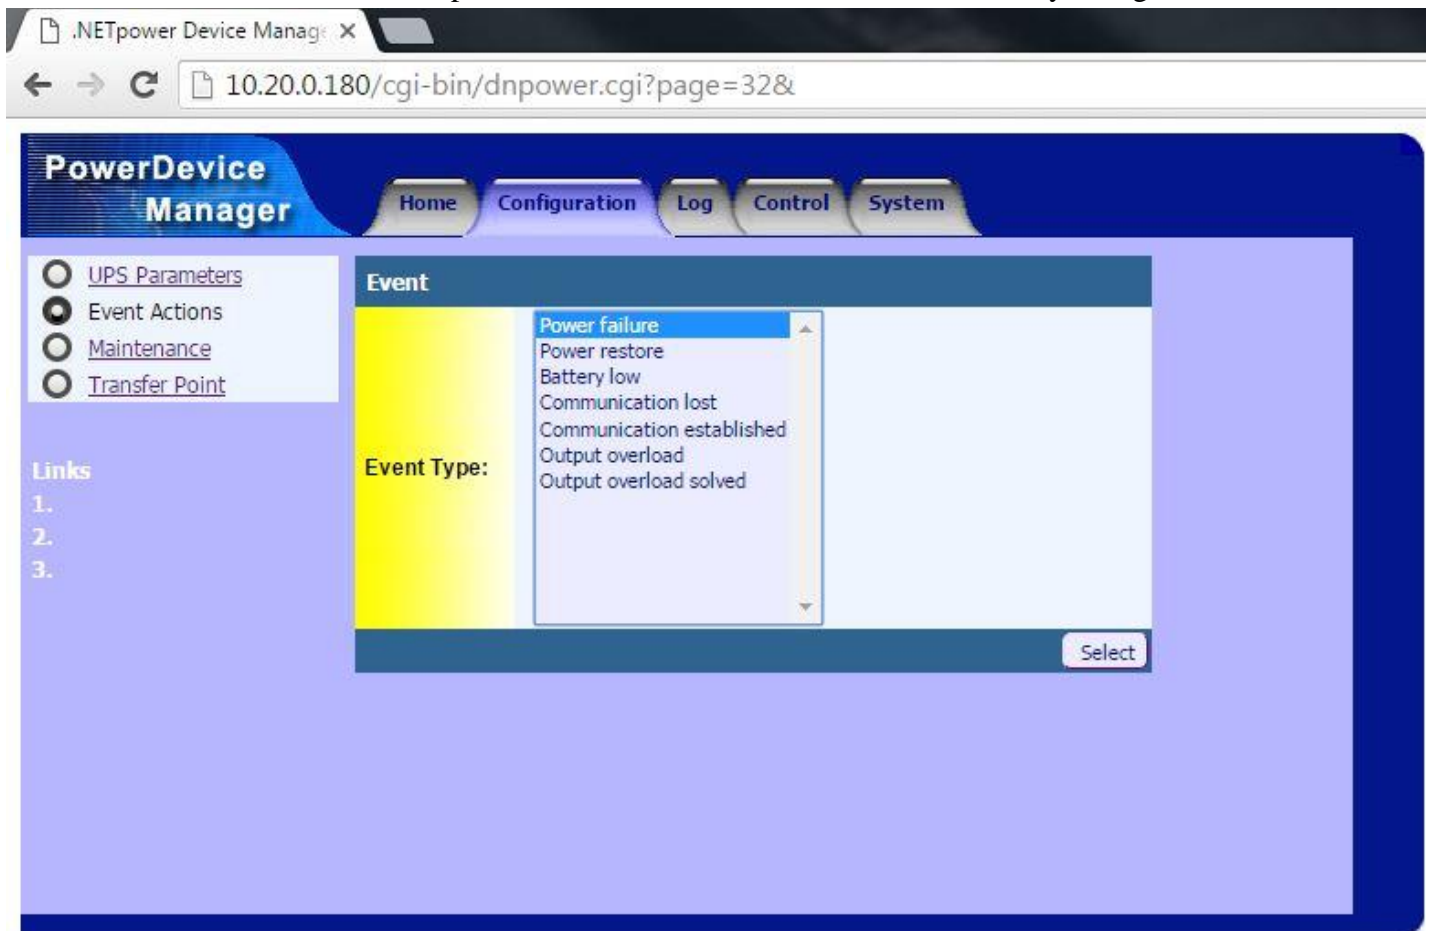 .NETpower Device Manag
10.20.0.180/cgi-bin/dnpower.cgi?page=32&
PowerDevice
Manager
Home
Configuration
Log
Control
System
UPS Parameters
Event Actions
Maintenance
Transfer Point
Links
1.
2.
3.
Event
Event Type:
Power failure
Power restore
Battery low
Communication lost
Communication established
Output overload
Output overload solved
Select